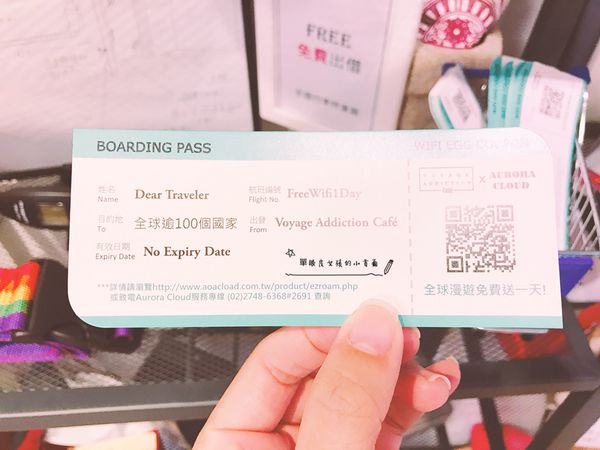 FREE
免費出借
BOARDING PASS
WIFI EGG COUPON
姓名
Name
Dear Traveler
航班編號
Flight No.
FreeWifi1Day
目的地
To
全球逾100個國家
出發
From
Voyage Addiction Café
有效日期
Expiry Date
No Expiry Date
單眼皮女孩的小青蘋
***詳情請瀏覽http://www.aoacload.com.tw/product/ezroam.php
或致電Aurora Cloud服務專線 (02)2748-6368#2691 查詢
VOYAGE
ADDICTION
x
AURORA
CLOUD
全球漫遊免費送一天!